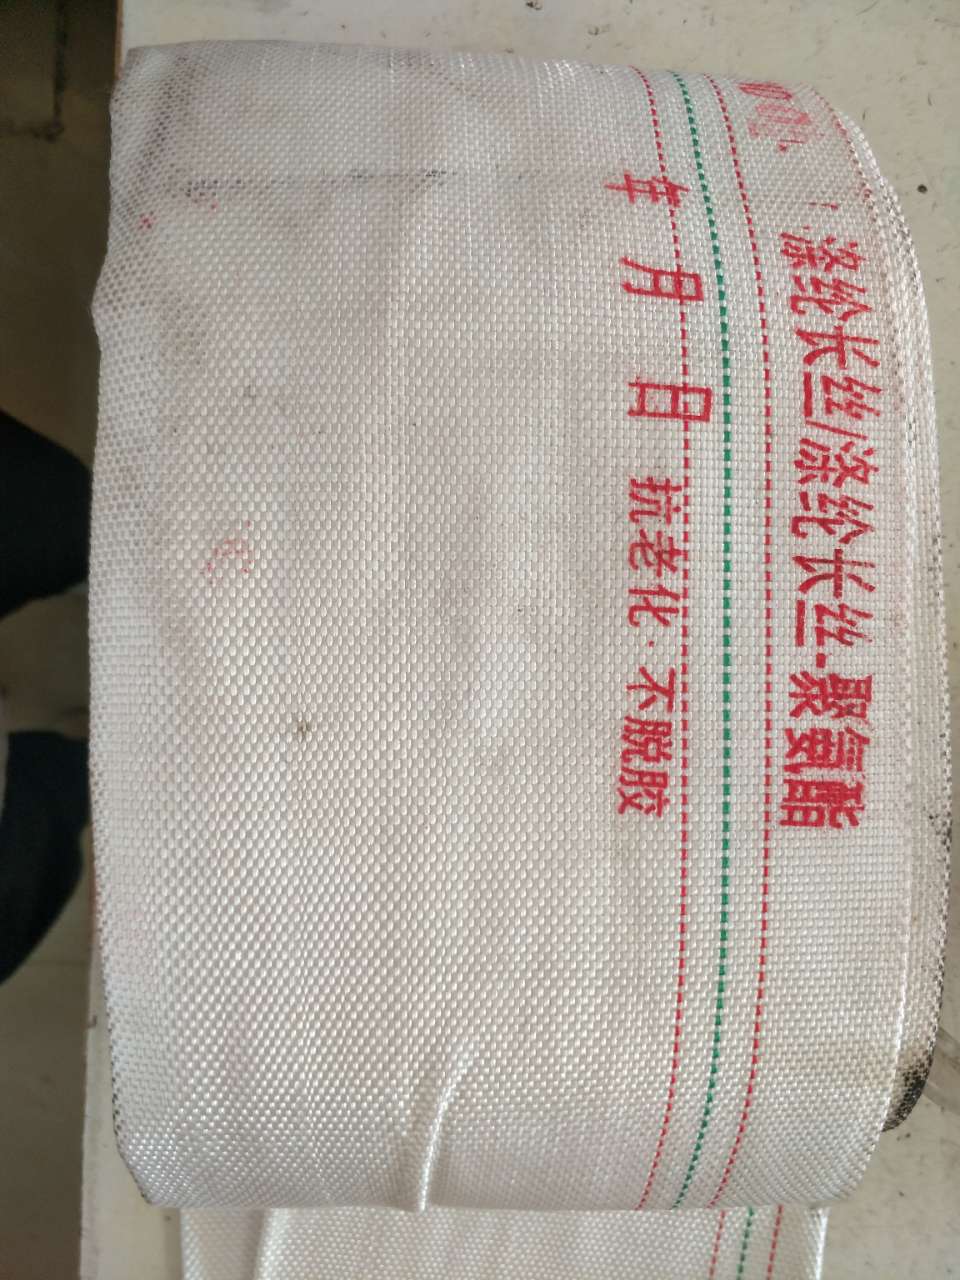 涤纶长丝/涤纶长丝-聚氨酯
年 月 日 抗老化·不脱胶